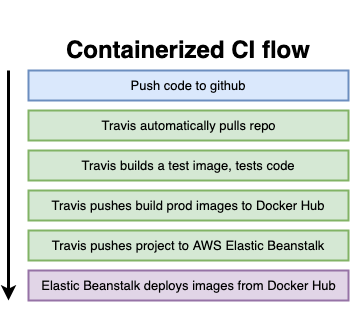 Containerized CI flow
Push code to github
Travis automatically pulls repo
Travis builds a test image, tests code
Travis pushes build prod images to Docker Hub
Travis pushes project to AWS Elastic Beanstalk
Elastic Beanstalk deploys images from Docker Hub